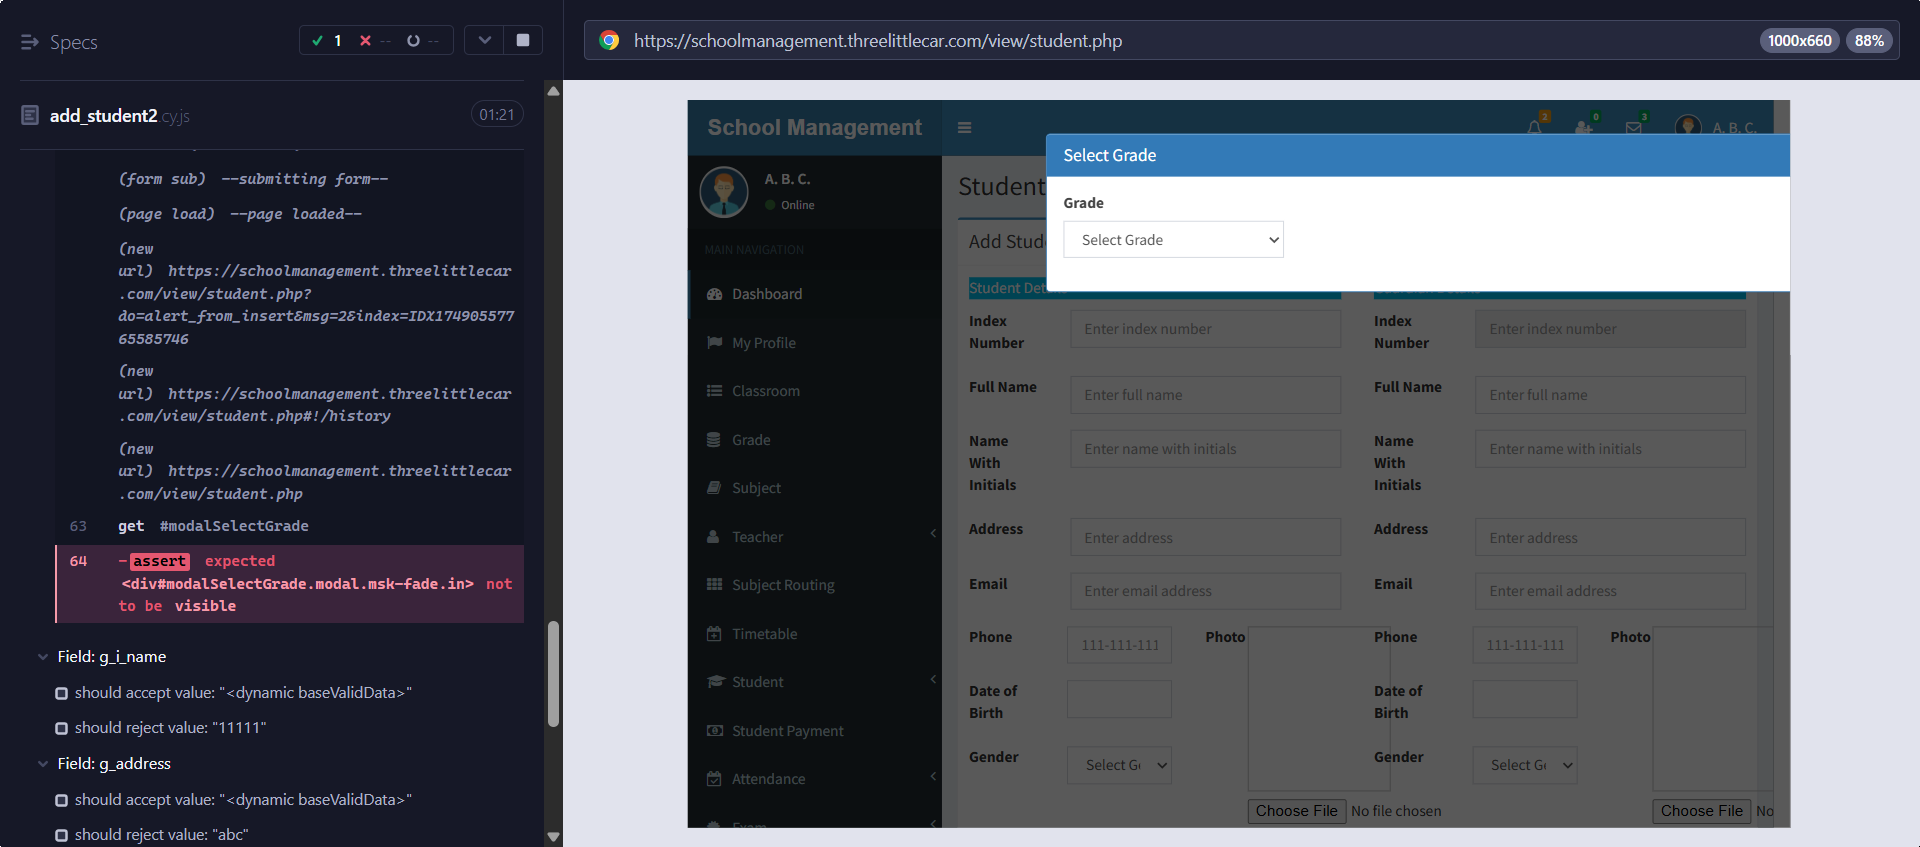 Specs
1
--
--
add_student2.cy.js
01:21
(form sub) --submitting form--
(page load) --page loaded--
(new
url) https://schoolmanagement.threelittlecar
.com/view/student.php?
do=alert_from_insert&msg=2&index=IDX174905577
65585746
(new
url) https://schoolmanagement.threelittlecar
.com/view/student.php#!/history
(new
url) https://schoolmanagement.threelittlecar
.com/view/student.php
63 get #modalSelectGrade
64 -assert expected
<div#modalSelectGrade.modal.msk-fade.in> not
to be visible
Field: g_i_name
should accept value: "<dynamic baseValidData>"
should reject value: "11111"
Field: g_address
should accept value: "<dynamic baseValidData>"
should reject value: "abc"
https://schoolmanagement.threelittlecar.com/view/student.php
1000x660
88%
School Management
2
0
3
A. B. C.
A. B. C.
Online
MAIN NAVIGATION
Dashboard
My Profile
Classroom
Grade
Subject
Teacher
Subject Routing
Timetable
Student
Student Payment
Attendance
Exam
Student
Select Grade
Grade
Select Grade
Add Stud
Student Det
Index
Number
Enter index number
Full Name
Enter full name
Name
With
Initials
Enter name with initials
Address
Enter address
Email
Enter email address
Phone
111-111-111
Photo
Date of
Birth
Gender
Select Ge
Choose File No file chosen
Index
Number
Enter index number
Full Name
Enter full name
Name
With
Initials
Enter name with initials
Address
Enter address
Email
Enter email address
Phone
111-111-111
Photo
Date of
Birth
Gender
Select Ge
Choose File No